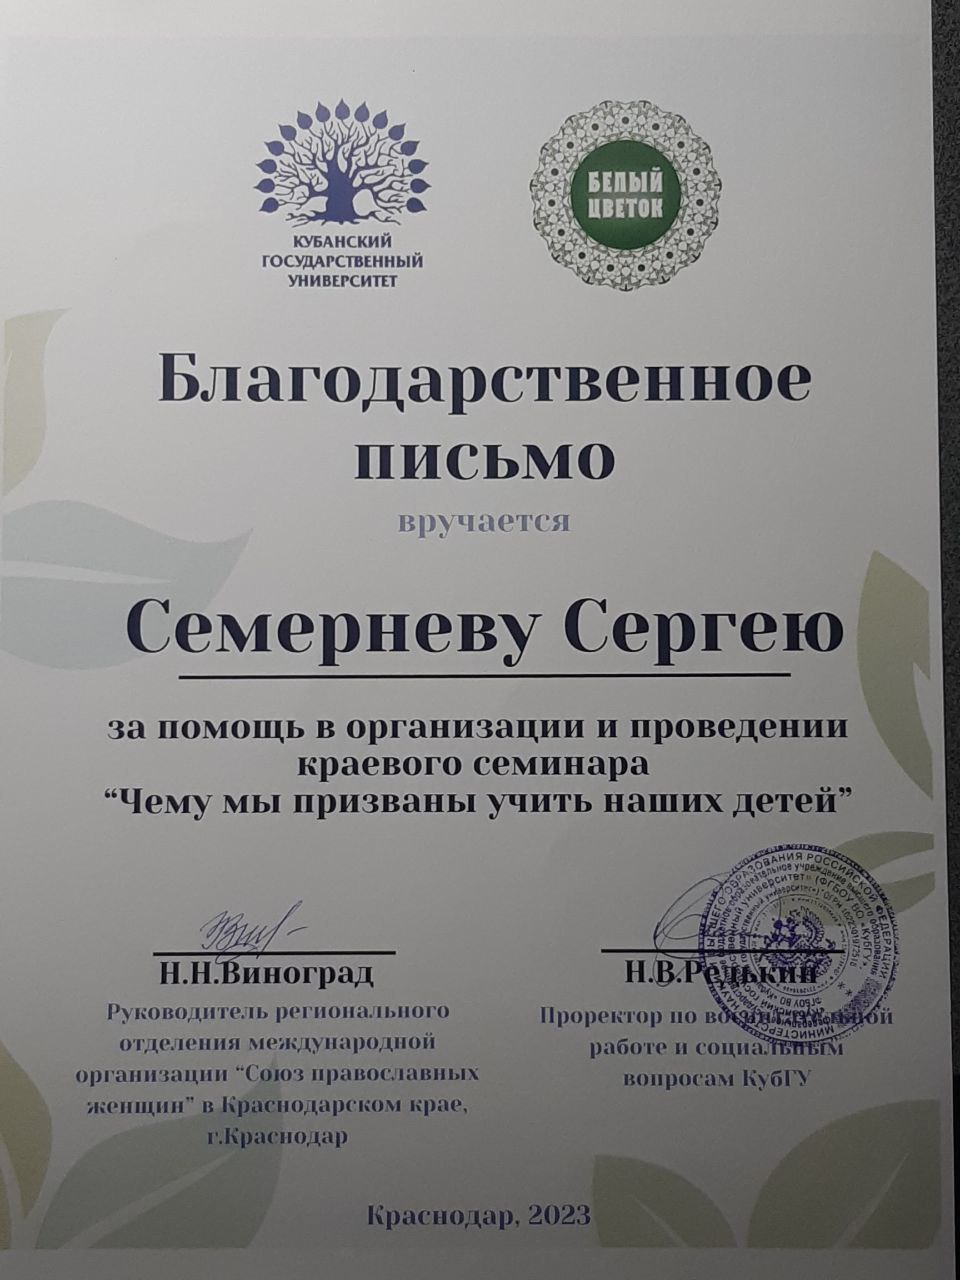 КУБАНСКИЙ
ГОСУДАРСТВЕННЫЙ
УНИВЕРСИТЕТ
БЕЛЫЙ
ЦВЕТОК
Благодарственное
письмо
вручается
Семерневу Сергею
за помощь в организации и проведении
краевого семинара
“Чему мы призваны учить наших детей”
Н.Н.Виноград
Руководитель регионального
отделения международной
организации “Союз православных
женщин” в Краснодарском крае,
г.Краснодар
Н.В.Редькин
Проректор по воспитательной
работе и социальным
вопросам КубГУ
Краснодар, 2023